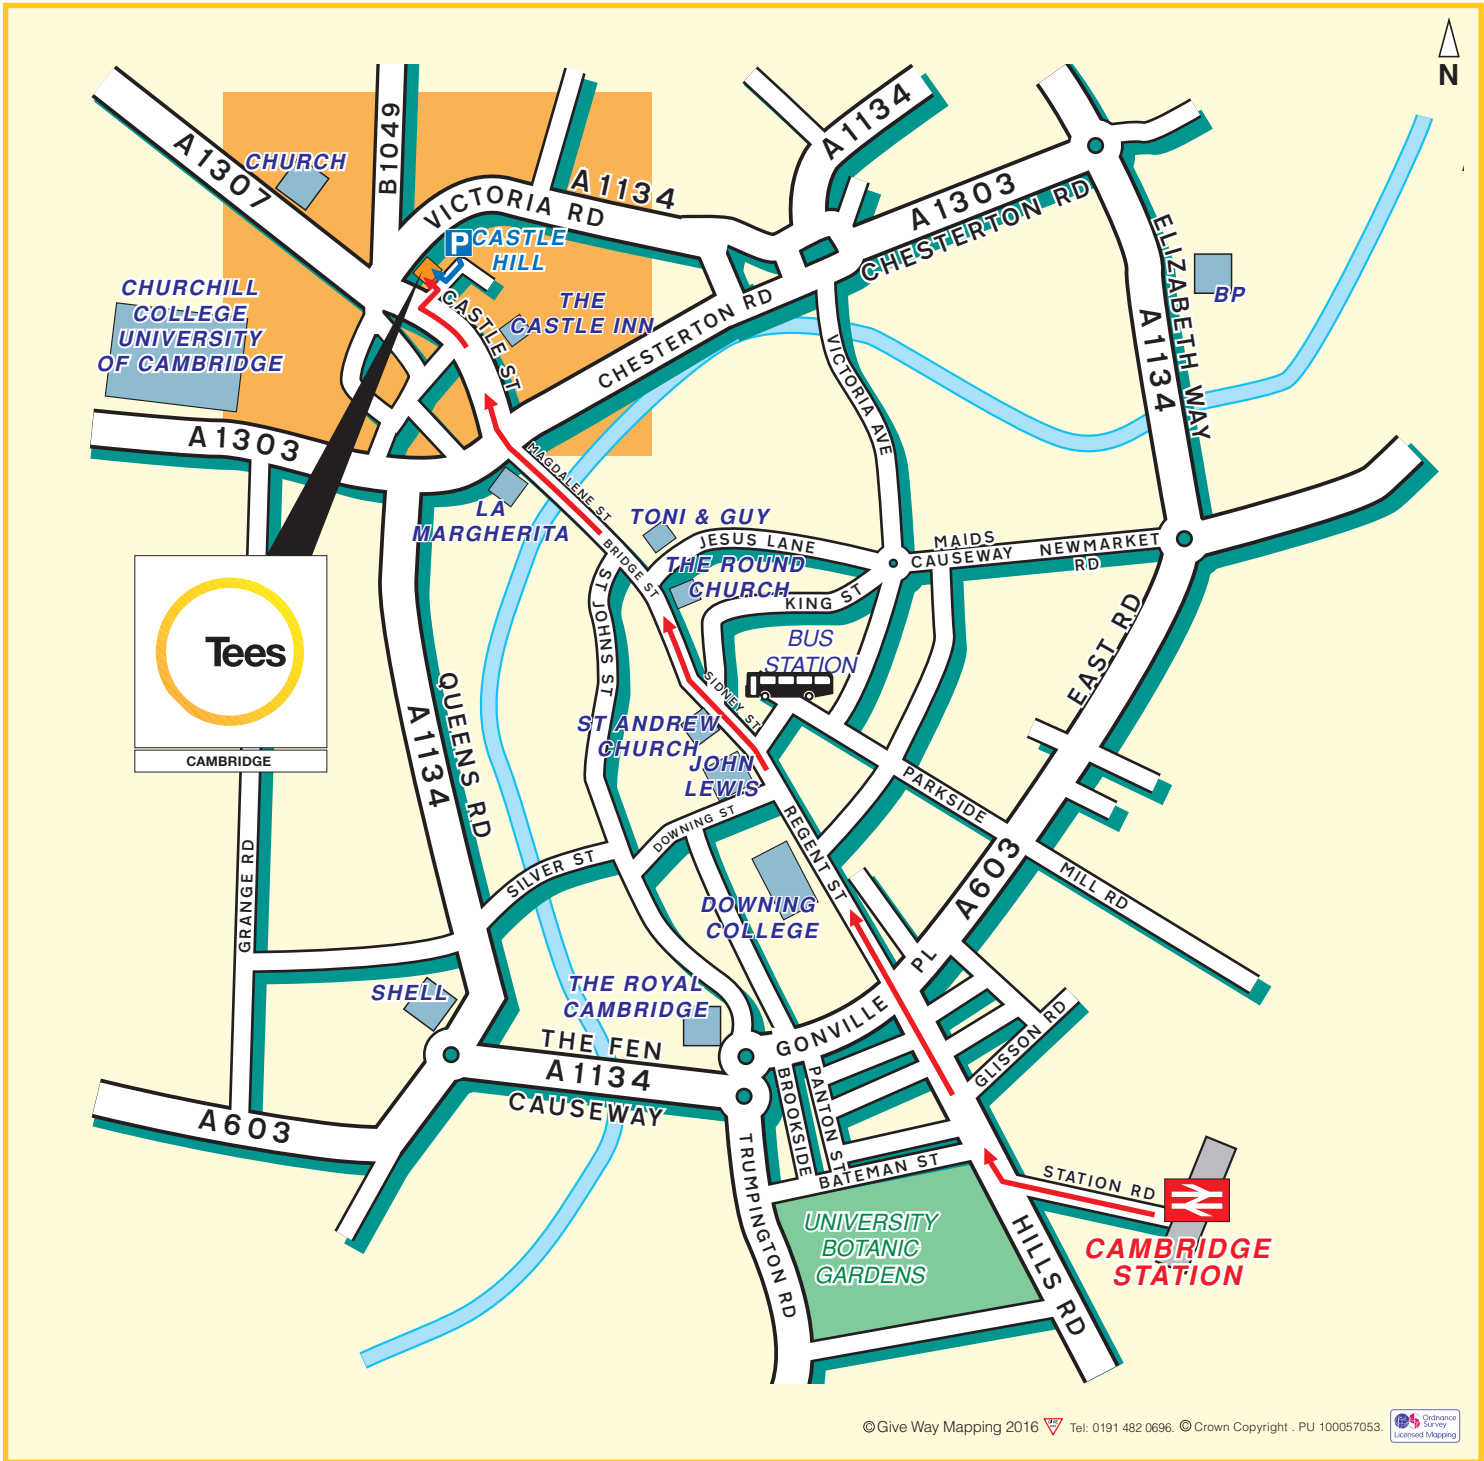 N
A1307
CHURCH
B1049
VICTORIA RD
A1134
A1134
A1303
CHESTERTON RD
ELIZABETH WAY
A1134
BP
P
CASTLE
HILL
CASTLE ST
THE
CASTLE INN
CHURCHILL
COLLEGE
UNIVERSITY
OF CAMBRIDGE
CHESTERTON RD
VICTORIA AVE
A1303
MAGDALENE ST
LA
MARGHERITA
TONI & GUY
JESUS LANE
MAIDS
CAUSEWAY
NEWMARKET
RD
BRIDGE ST
THE ROUND
CHURCH
KING ST
ST JOHNS ST
BUS
STATION
EAST RD
Tees
CAMBRIDGE
QUEENS RD
A1134
SIDNEY ST
ST ANDREW
CHURCH
JOHN
LEWIS
PARKSIDE
DOWNING ST
REGENT ST
A603
MILL RD
SILVER ST
GRANGE RD
DOWNING
COLLEGE
GONVILLE PL
SHELL
THE ROYAL
CAMBRIDGE
GLISSON RD
THE FEN
A1134
CAUSEWAY
A603
BROOKSIDE
PANTON ST
BATEMAN ST
TRUMPINGTON RD
STATION RD
CAMBRIDGE
STATION
UNIVERSITY
BOTANIC
GARDENS
HILLS RD
© Give Way Mapping 2016
Tel: 0191 482 0696. © Crown Copyright . PU 100057053.
Ordnance
Survey
Licensed Mapping